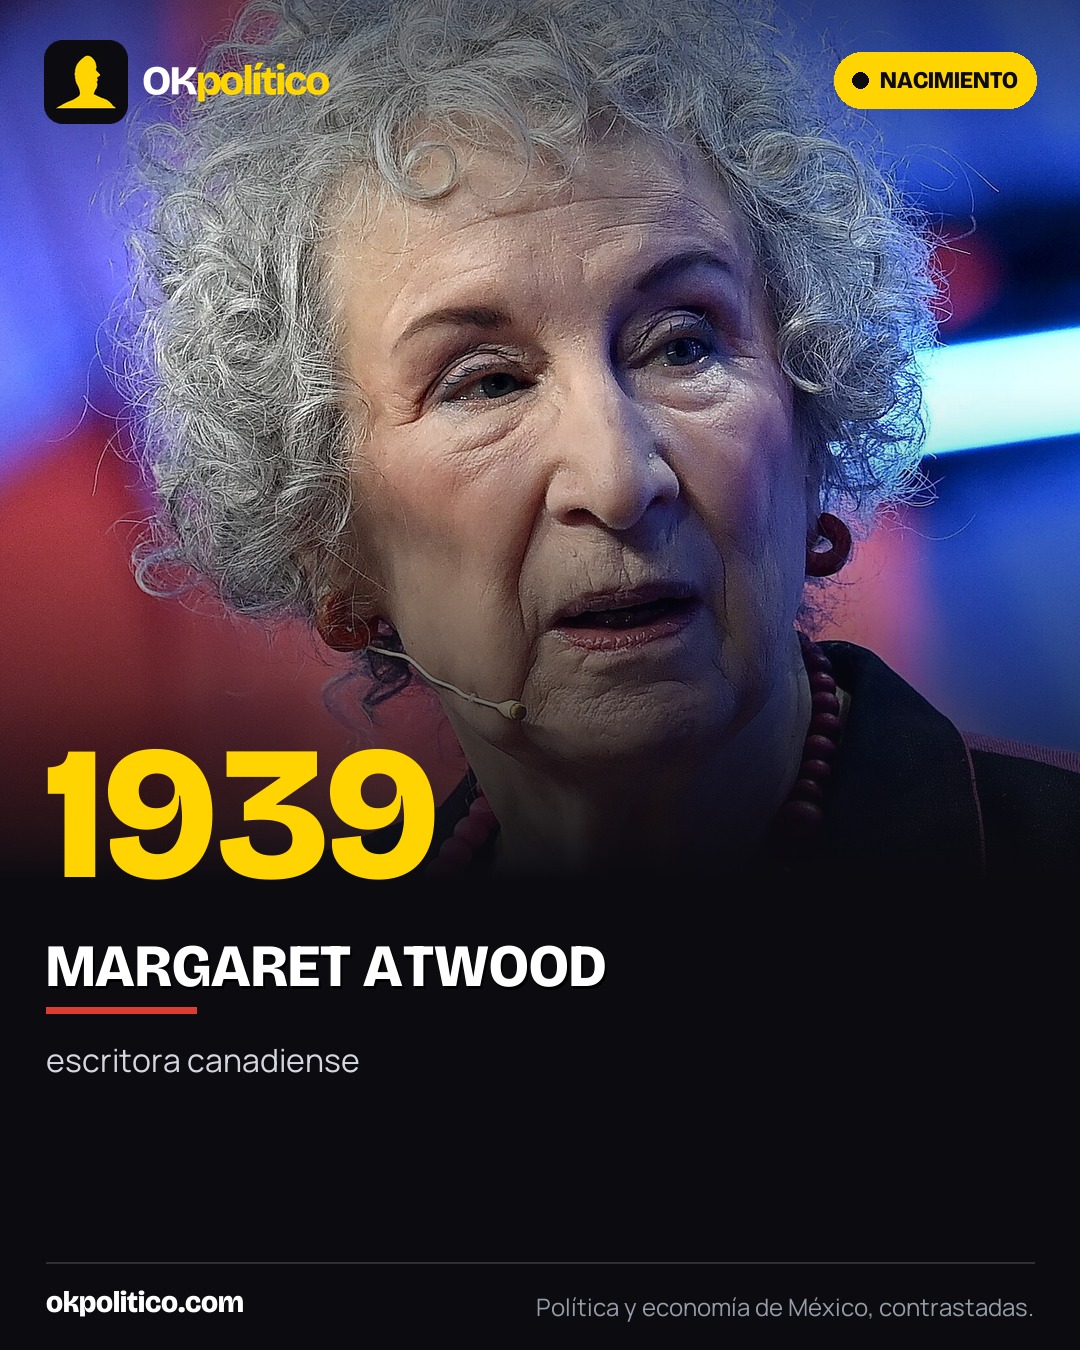 OKpolítico
NACIMIENTO
1939
MARGARET ATWOOD
escritora canadiense
okpolitico.com
Política y economía de México, contrastadas.